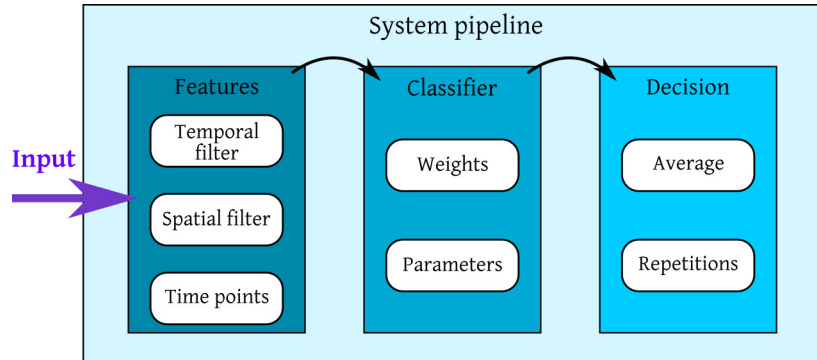 System pipeline
Input
Features
Temporal
filter
Spatial filter
Time points
Classifier
Weights
Parameters
Decision
Average
Repetitions